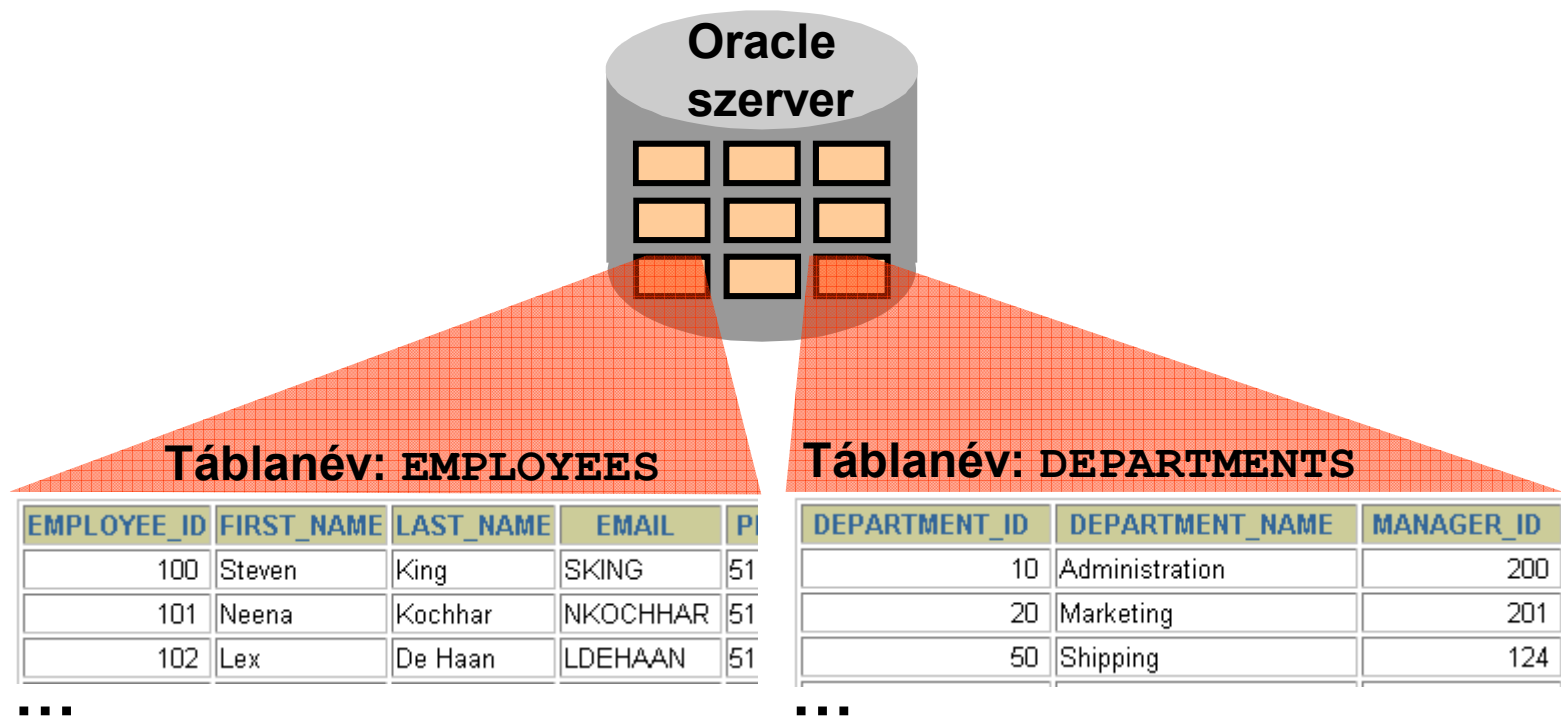 Oracle
szerver
Táblanév: EMPLOYEES
EMPLOYEE_ID FIRST_NAME LAST_NAME EMAIL
100 Steven King SKING 51
101 Neena Kochhar NKOCHHAR 51
102 Lex De Haan LDEHAAN 51
...
Táblanév: DEPARTMENTS
DEPARTMENT_ID DEPARTMENT_NAME MANAGER_ID
10 Administration 200
20 Marketing 201
50 Shipping 124
...